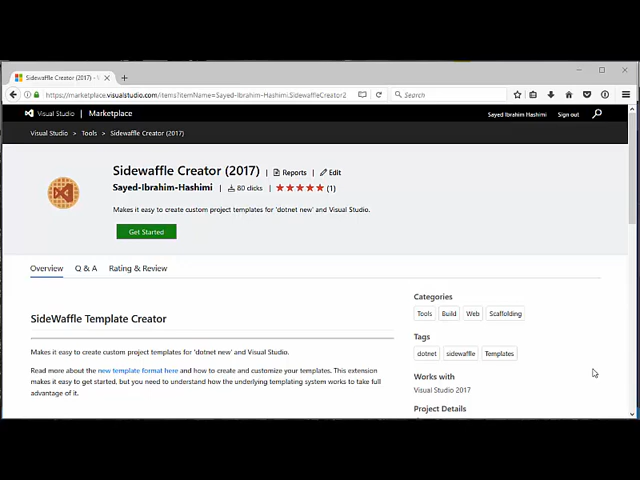 Sidewaffle Creator (2017) - V
https://marketplace.visualstudio.com/items?itemName=Sayed-Ibrahim-Hashimi.SidewaffleCreator2
Search
Visual Studio | Marketplace
Sayed Ibrahim Hashimi
Sign out
Visual Studio > Tools > Sidewaffle Creator (2017)
Sidewaffle Creator (2017) | Reports | Edit
Sayed-Ibrahim-Hashimi | 80 clicks | (1)
Makes it easy to create custom project templates for 'dotnet new' and Visual Studio.
Get Started
Overview Q & A Rating & Review
SideWaffle Template Creator
Makes it easy to create custom project templates for 'dotnet new' and Visual Studio.
Read more about the new template format here and how to create and customize your templates. This extension
makes it easy to get started, but you need to understand how the underlying templating system works to take full
advantage of it.
Categories
Tools Build Web Scaffolding
Tags
dotnet sidewaffle Templates
Works with
Visual Studio 2017
Project Details